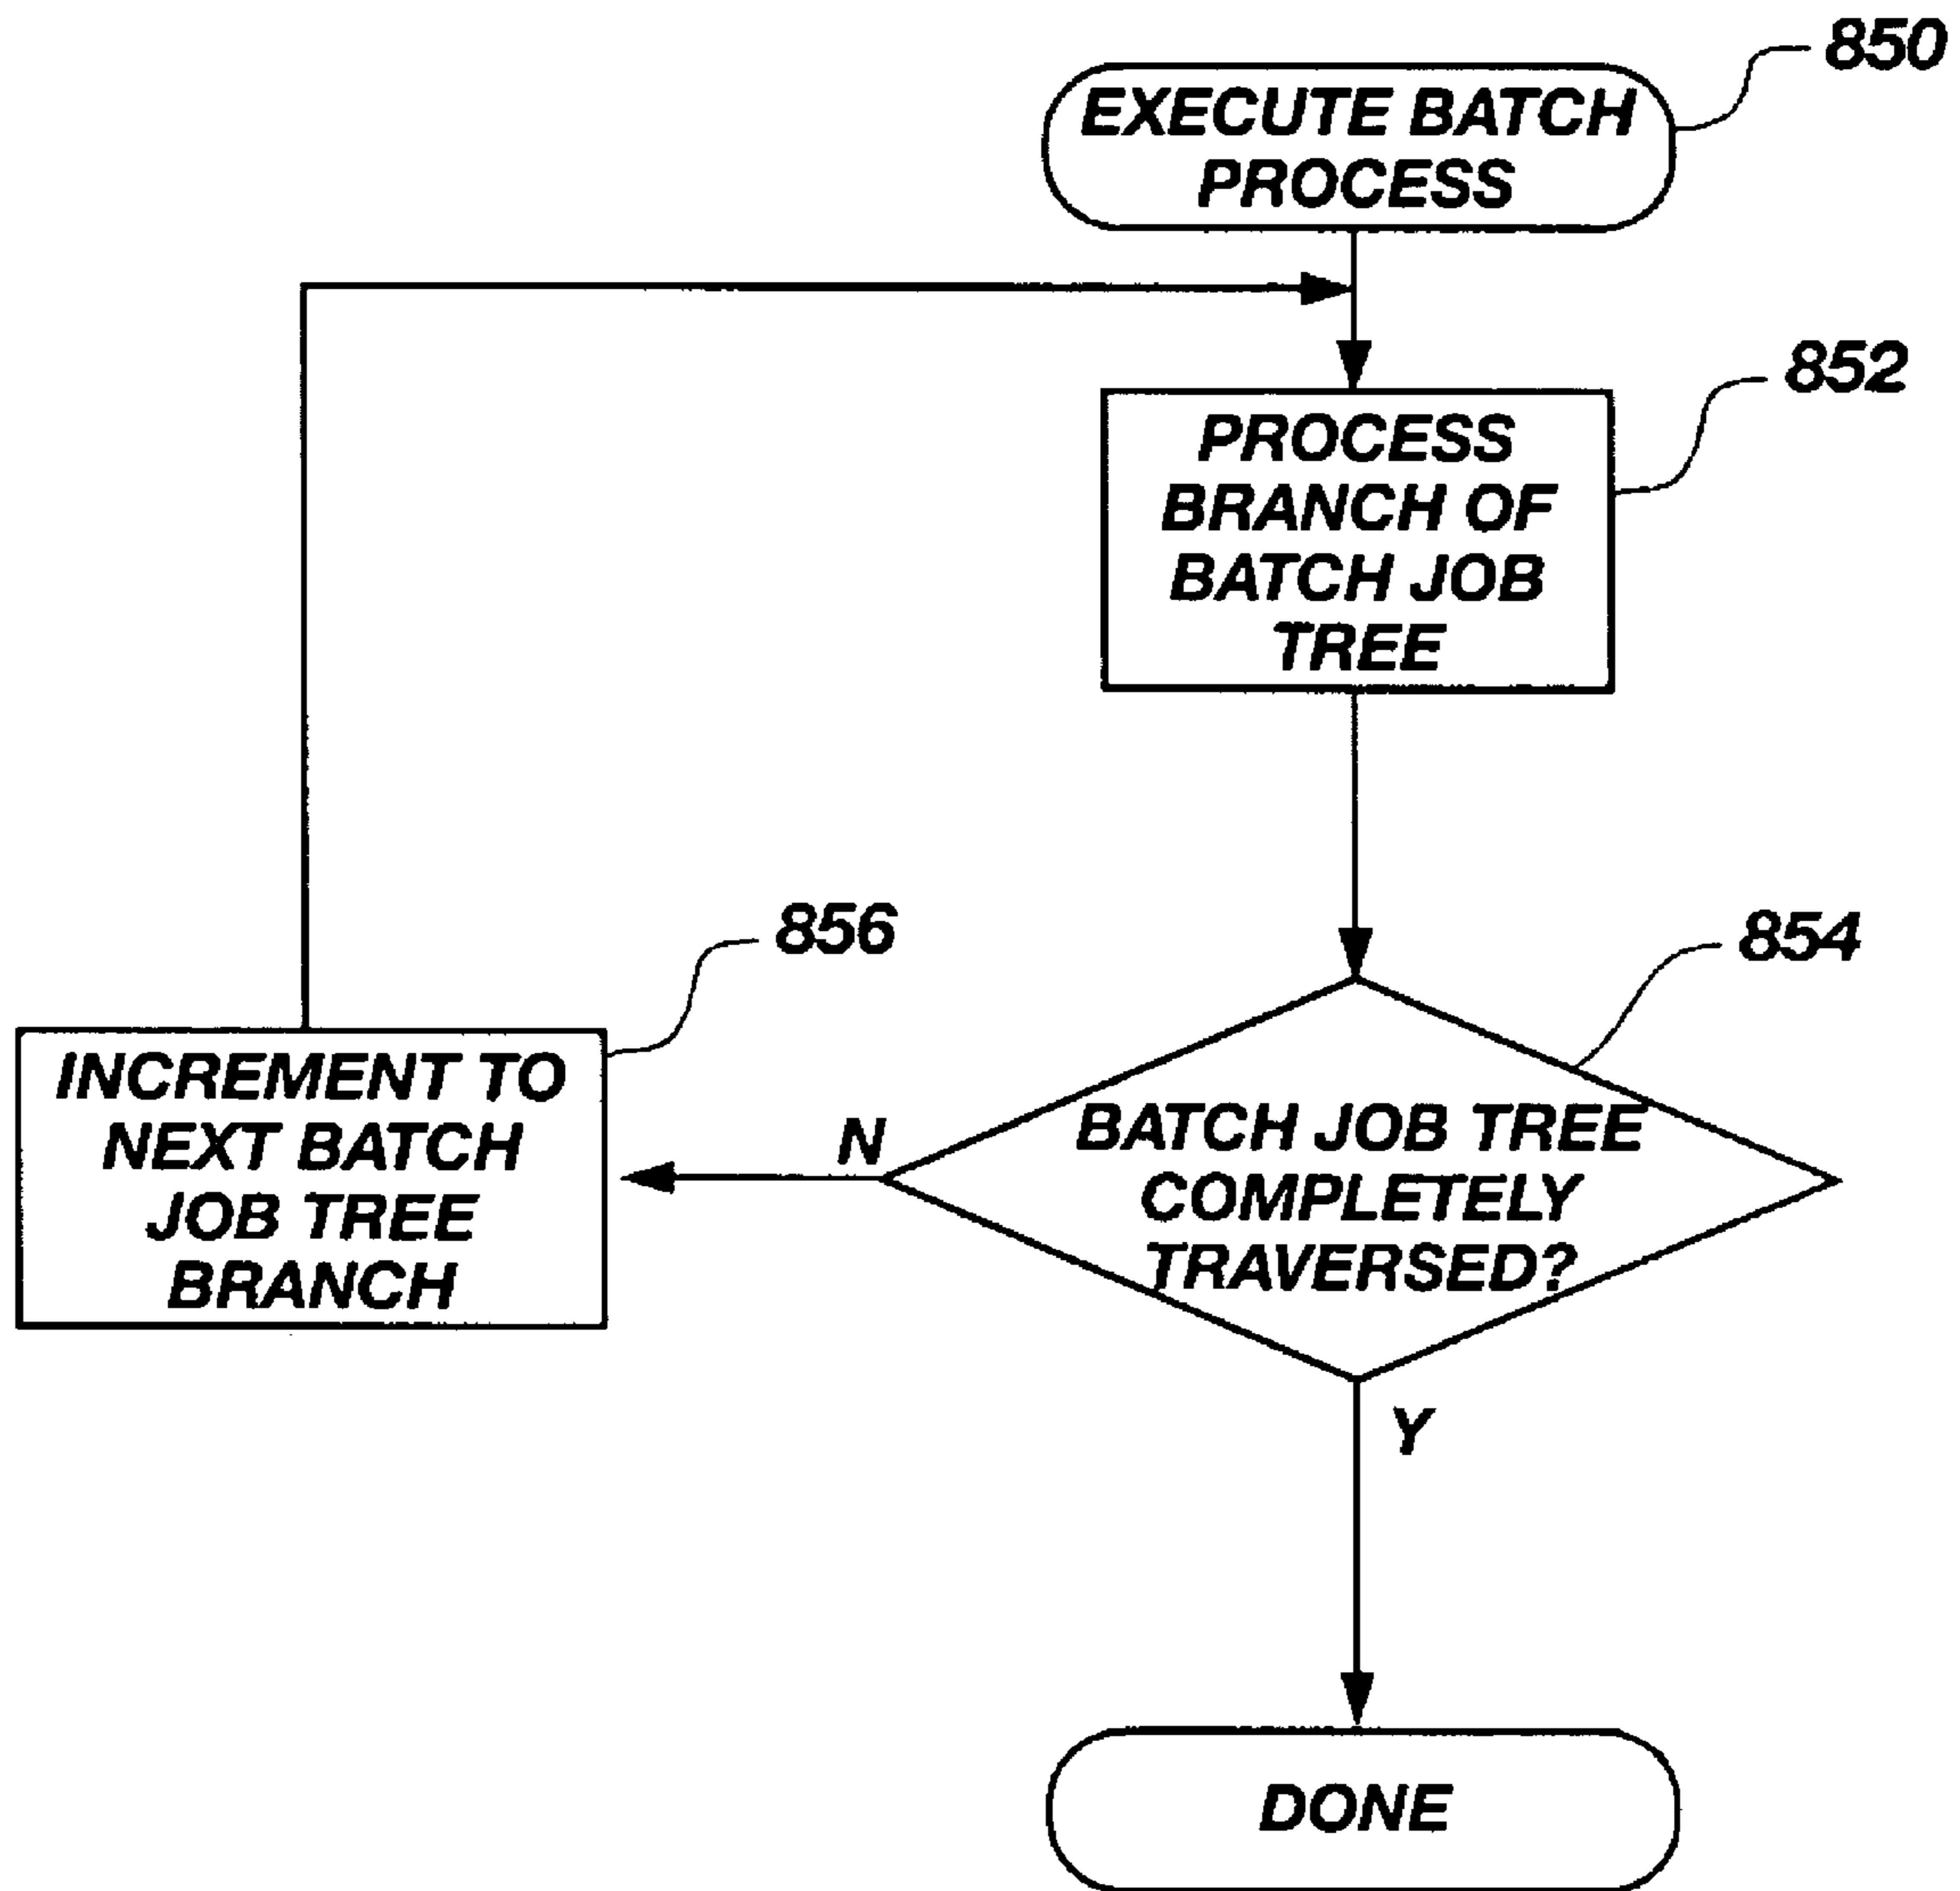 850
EXECUTE BATCH
PROCESS
852
PROCESS
BRANCH OF
BATCH JOB
TREE
856
854
INCREMENT TO
NEXT BATCH
JOB TREE
BRANCH
N
BATCH JOB TREE
COMPLETELY
TRAVERSED?
Y
DONE